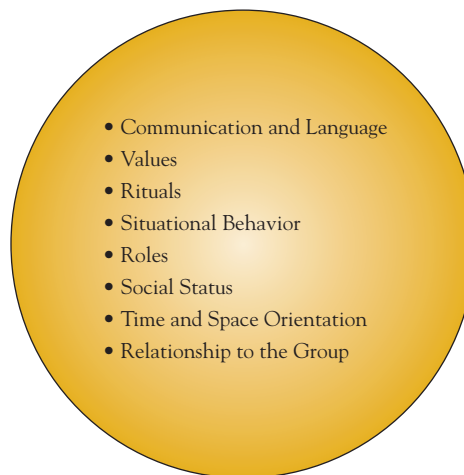 • Communication and Language
• Values
• Rituals
• Situational Behavior
• Roles
• Social Status
• Time and Space Orientation
• Relationship to the Group